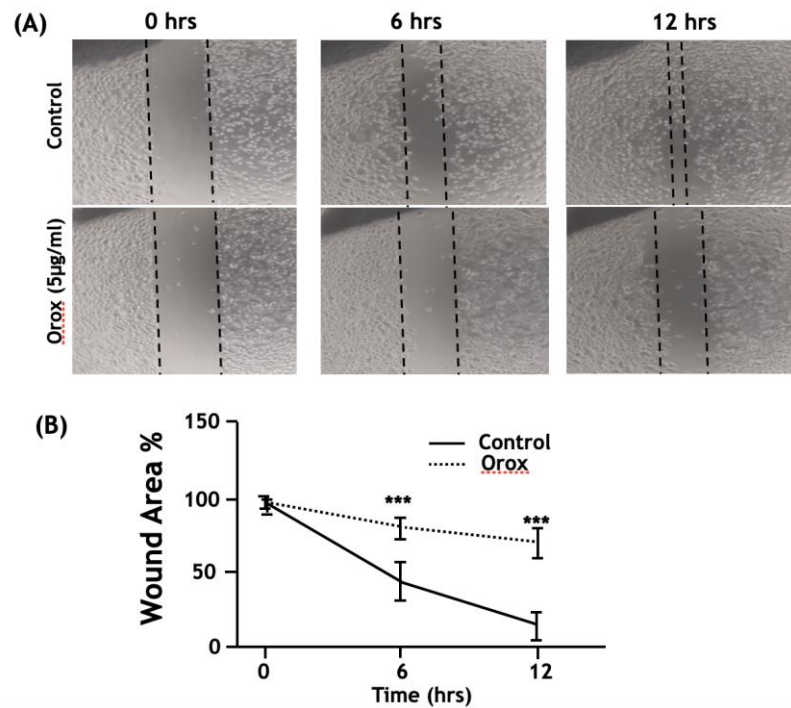 (A)
0 hrs 6 hrs 12 hrs
Control
Orox (5µg/ml)
(B)
Wound Area %
150
100
50
0
Control
Orox
***
***
0 6 12
Time (hrs)